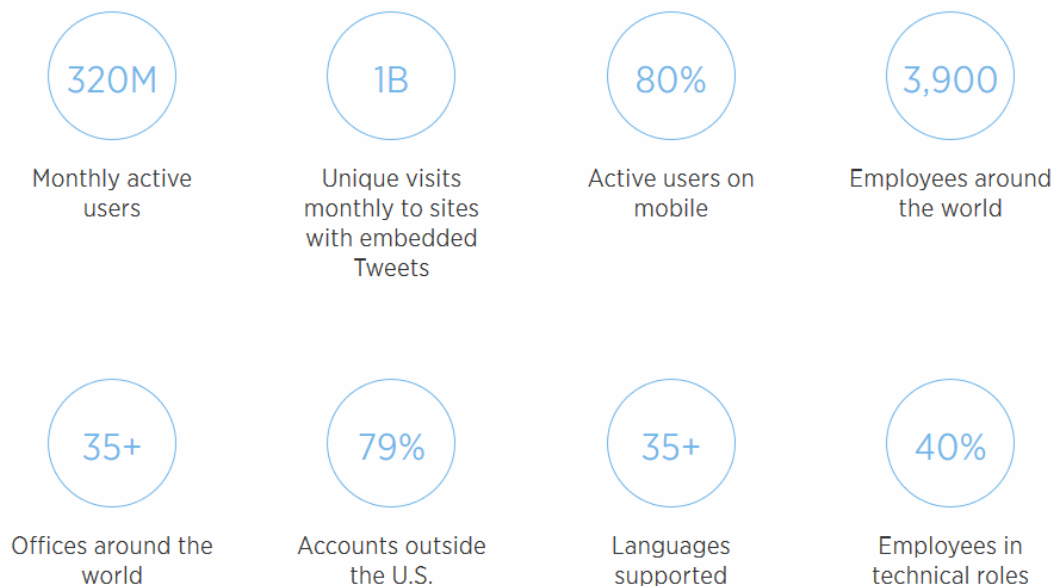 320M
Monthly active
users
1B
Unique visits
monthly to sites
with embedded
Tweets
80%
Active users on
mobile
3,900
Employees around
the world
35+
Offices around the
world
79%
Accounts outside
the U.S.
35+
Languages
supported
40%
Employees in
technical roles